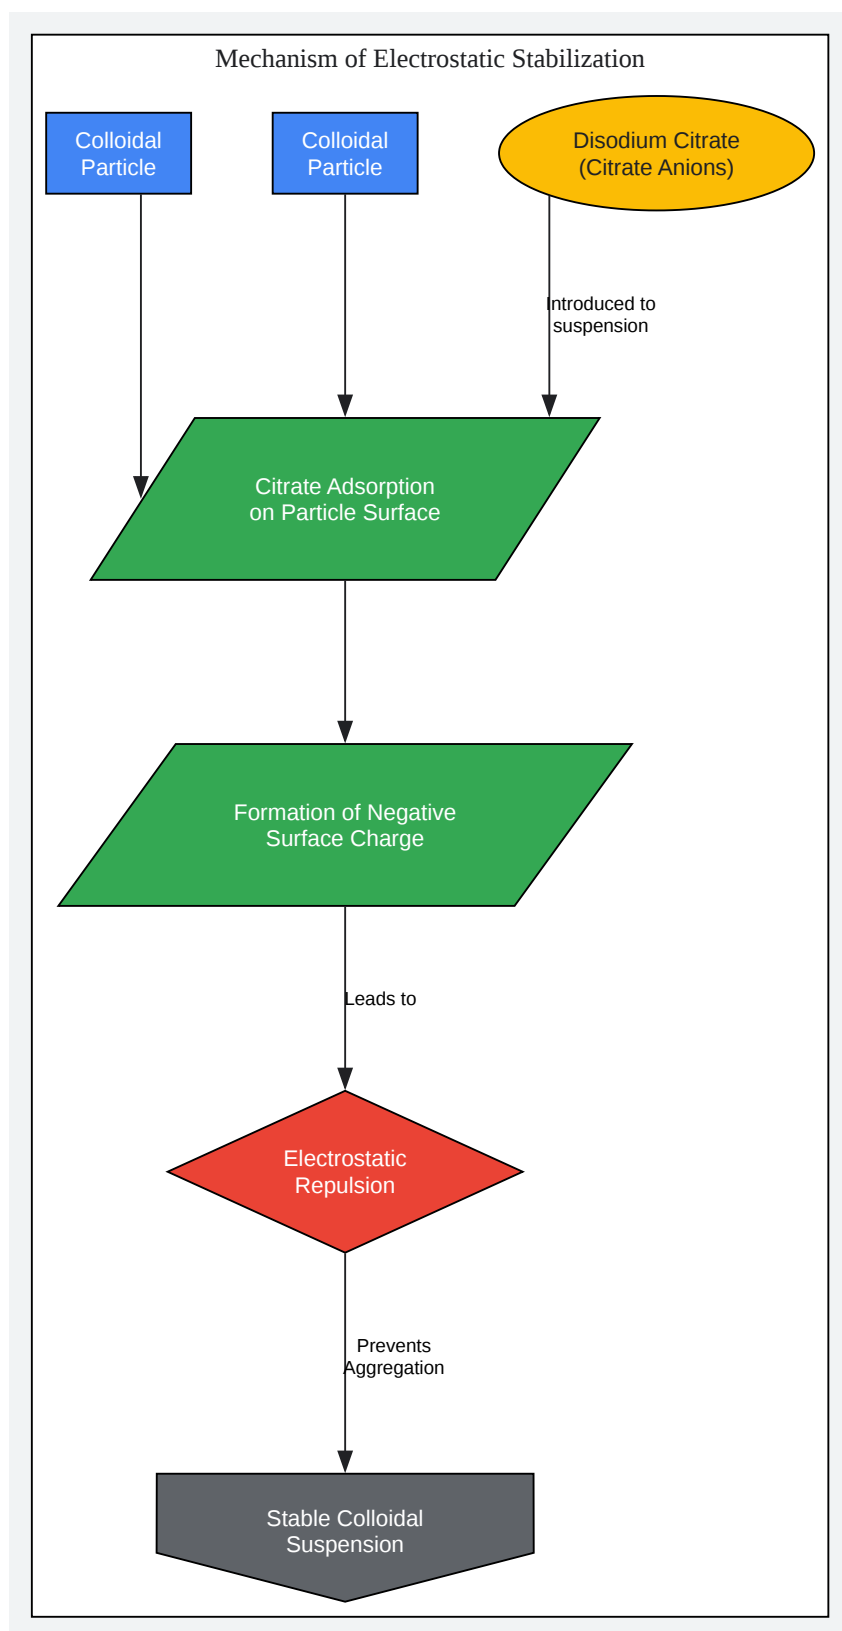 Mechanism of Electrostatic Stabilization
Colloidal
Particle
Colloidal
Particle
Disodium Citrate
(Citrate Anions)
Introduced to
suspension
Citrate Adsorption
on Particle Surface
Formation of Negative
Surface Charge
Leads to
Electrostatic
Repulsion
Prevents
Aggregation
Stable Colloidal
Suspension